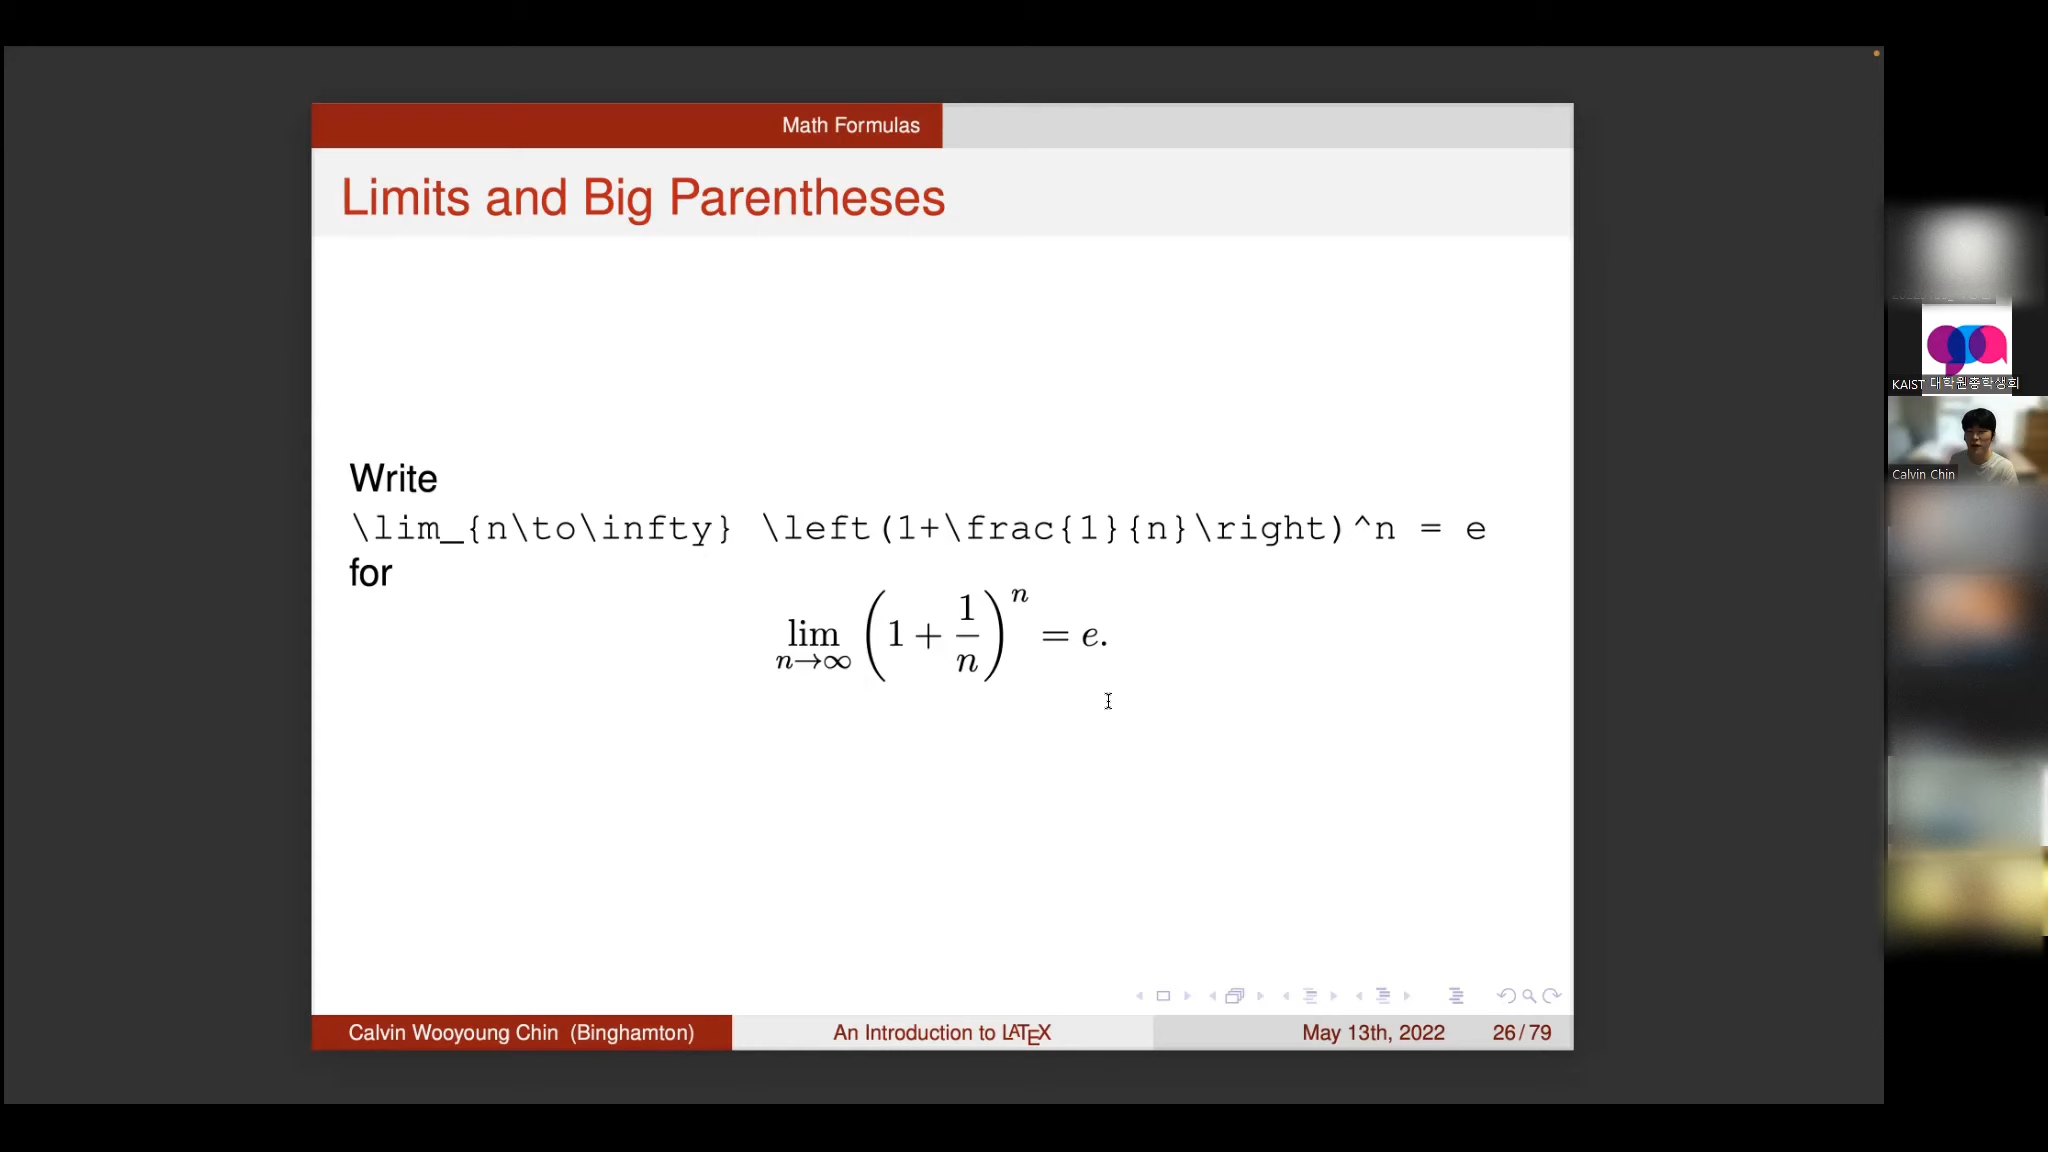 Math Formulas
Limits and Big Parentheses
Write
\lim_{n\to\infty} \left(1+\frac{1}{n}\right)^n = e
for
lim n→∞ (1 + 1/n)^n = e.
Calvin Wooyoung Chin (Binghamton)
An Introduction to LATEX
May 13th, 2022
26 / 79
KAIST 대학원총학생회
Calvin Chin